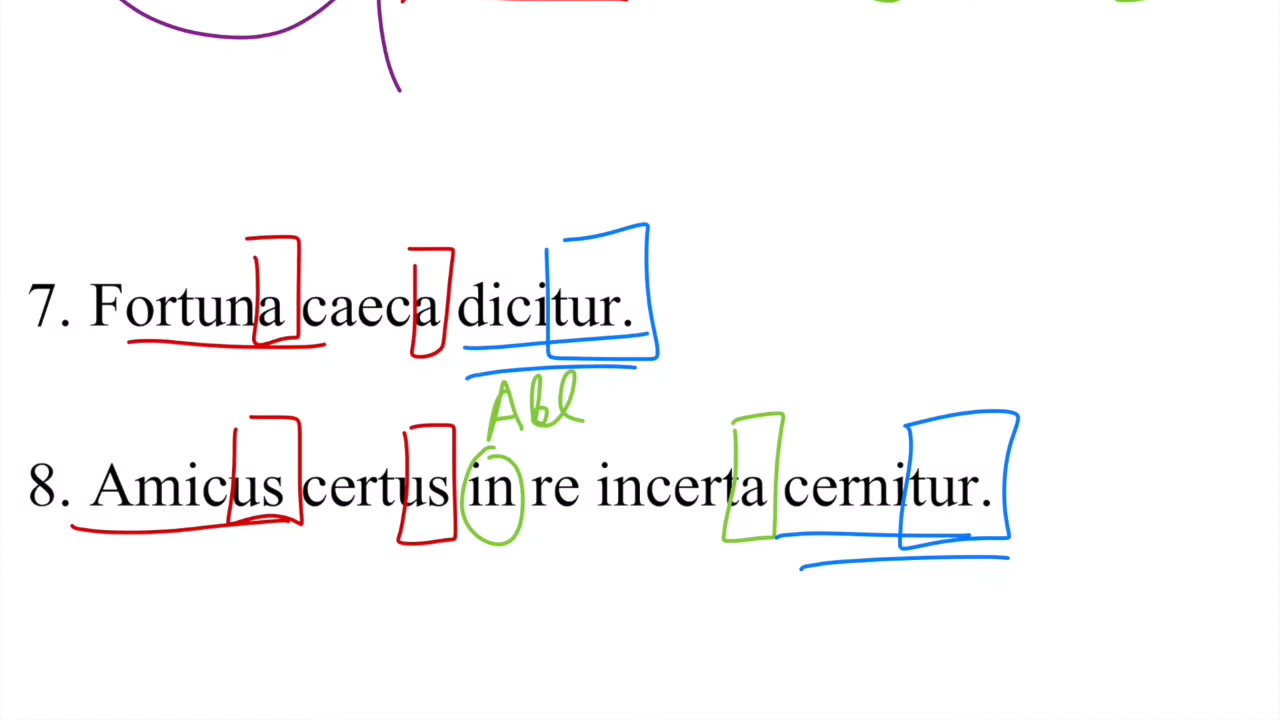 7. Fortuna caeca dicitur.
Abl
8. Amicus certus in re incerta cernitur.